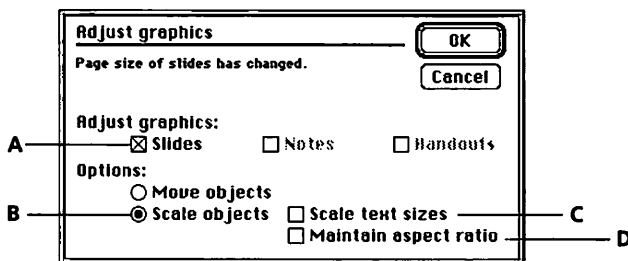 Adjust graphics
OK
Page size of slides has changed.
Cancel
Adjust graphics:
A Slides Notes Handouts
Options:
Move objects
B Scale objects Scale text sizes C
Maintain aspect ratio D